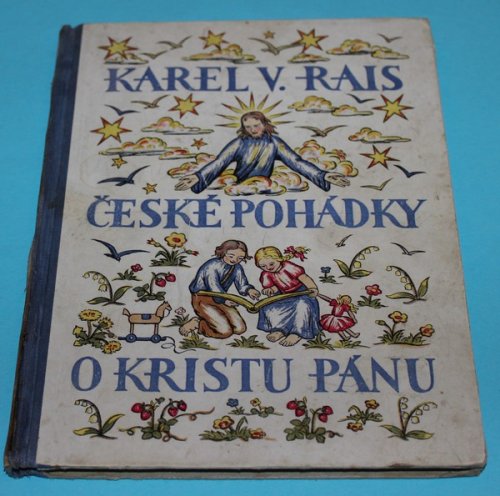 KAREL V. RAIS
ČESKÉ POHÁDKY
O KRISTU PÁNU